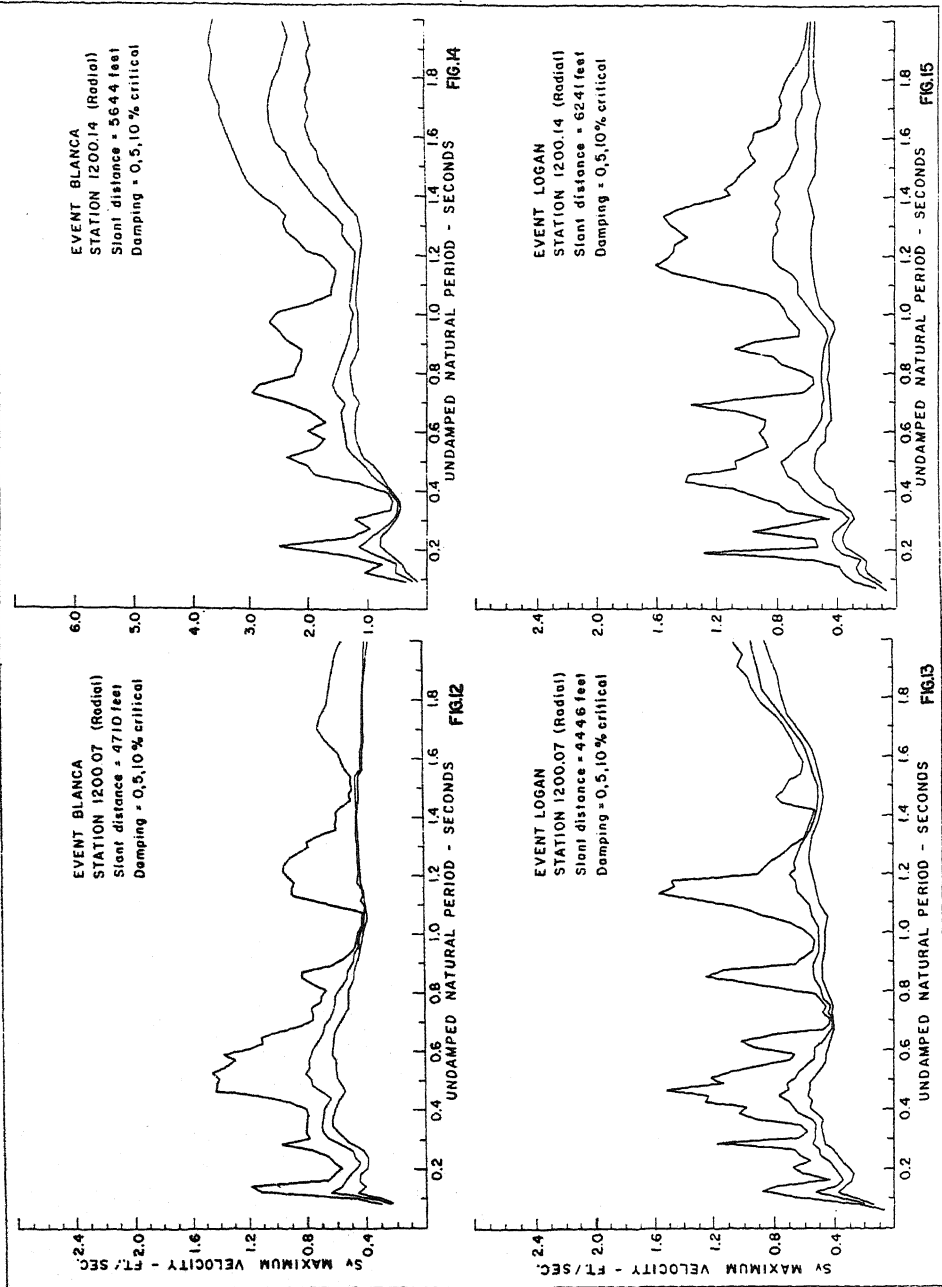 Sv MAXIMUM VELOCITY - FT./SEC.
2.4
2.0
1.6
1.2
0.8
0.4
EVENT BLANCA
STATION 1200.07 (Radial)
Slant distance = 4710 feet
Damping = 0,5,10 % critical
0.2 0.4 0.6 0.8 1.0 1.2 1.4 1.6 1.8
UNDAMPED NATURAL PERIOD - SECONDS
FIG.12
6.0
5.0
4.0
3.0
2.0
1.0
EVENT BLANCA
STATION 1200.14 (Radial)
Slant distance = 5644 feet
Damping = 0,5,10 % critical
0.2 0.4 0.6 0.8 1.0 1.2 1.4 1.6 1.8
UNDAMPED NATURAL PERIOD - SECONDS
FIG.14
Sv MAXIMUM VELOCITY - FT./SEC.
2.4
2.0
1.6
1.2
0.8
0.4
EVENT LOGAN
STATION 1200.07 (Radial)
Slant distance = 4446 feet
Damping = 0,5,10% critical
0.2 0.4 0.6 0.8 1.0 1.2 1.4 1.6 1.8
UNDAMPED NATURAL PERIOD - SECONDS
FIG.13
2.4
2.0
1.6
1.2
0.8
0.4
EVENT LOGAN
STATION 1200.14 (Radial)
Slant distance = 6241 feet
Damping = 0,5,10% critical
0.2 0.4 0.6 0.8 1.0 1.2 1.4 1.6 1.8
UNDAMPED NATURAL PERIOD - SECONDS
FIG.15